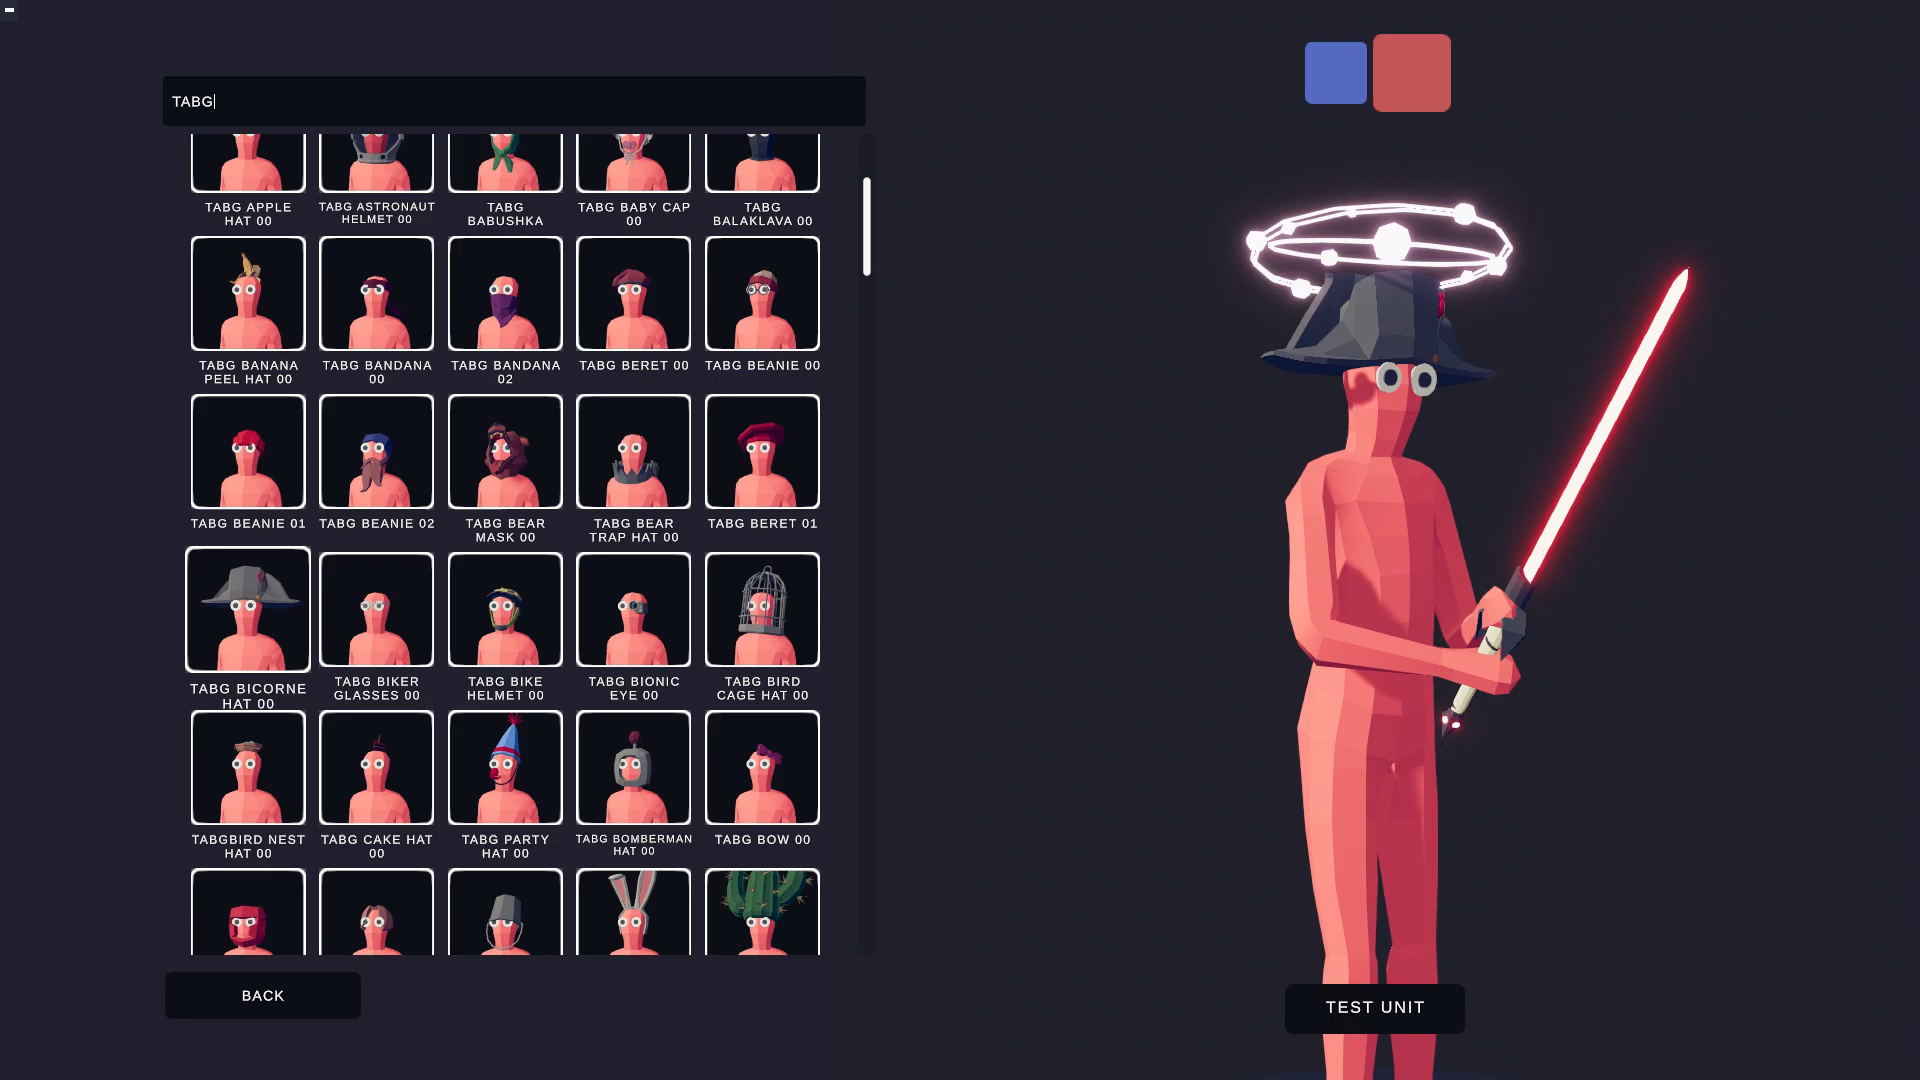 TABG
TABG APPLE
HAT 00
TABG ASTRONAUT
HELMET 00
TABG
BABUSHKA
TABG BABY CAP
00
TABG
BALAKLAVA 00
TABG BANANA
PEEL HAT 00
TABG BANDANA
00
TABG BANDANA
02
TABG BERET 00
TABG BEANIE 00
TABG BEANIE 01
TABG BEANIE 02
TABG BEAR
MASK 00
TABG BEAR
TRAP HAT 00
TABG BERET 01
TABG BICORNE
HAT 00
TABG BIKER
GLASSES 00
TABG BIKE
HELMET 00
TABG BIONIC
EYE 00
TABG BIRD
CAGE HAT 00
TABGBIRD NEST
HAT 00
TABG CAKE HAT
00
TABG PARTY
HAT 00
TABG BOMBERMAN
HAT 00
TABG BOW 00
BACK
TEST UNIT